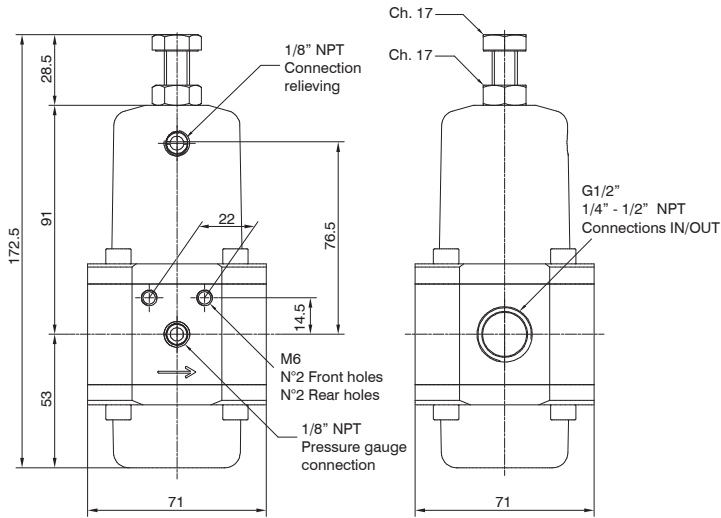 Ch. 17
1/8” NPT
Connection
relieving
Ch. 17
28.5
G1/2”
1/4” - 1/2” NPT
Connections IN/OUT
22
91
172.5
76.5
14.5
M6
N°2 Front holes
N°2 Rear holes
53
1/8” NPT
Pressure gauge
connection
71
71